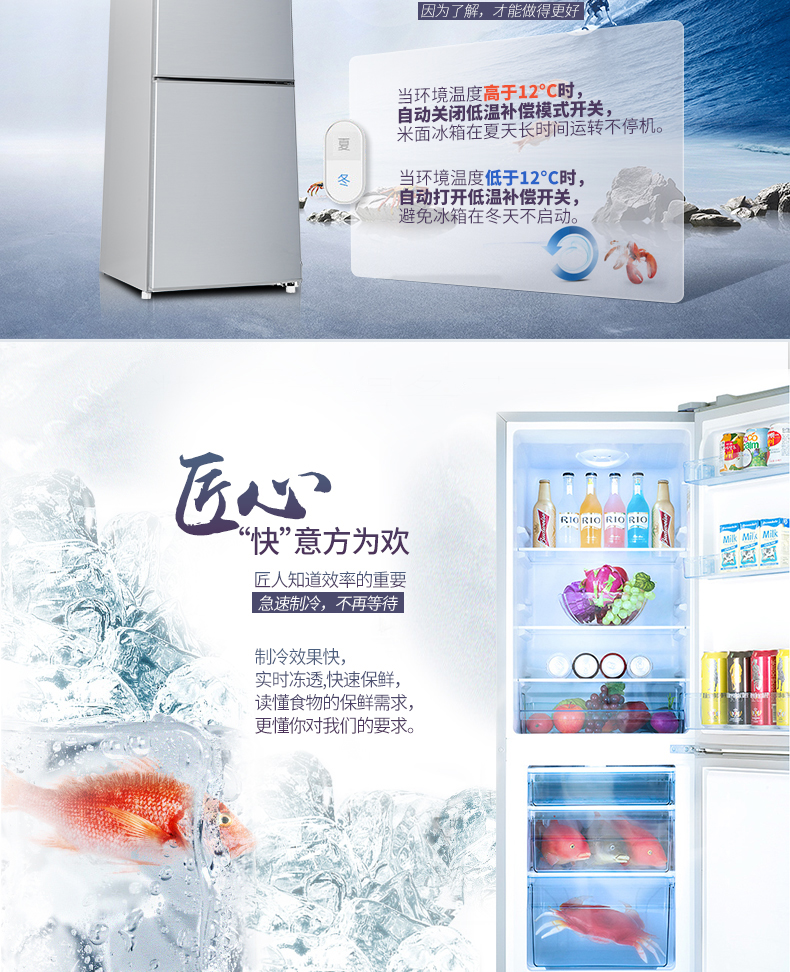 因为了解，才能做得更好
当环境温度高于12°C时，
自动关闭低温补偿模式开关，
米面冰箱在夏天长时间运转不停机。
夏
冬
当环境温度低于12°C时，
自动打开低温补偿开关，
避免冰箱在冬天不启动。
匠心
“快”意方为欢
匠人知道效率的重要
急速制冷，不再等待
制冷效果快，
实时冻透,快速保鲜，
读懂食物的保鲜需求，
更懂你对我们的要求。
RIO RIO RIO RIO
Milk Milk Milk